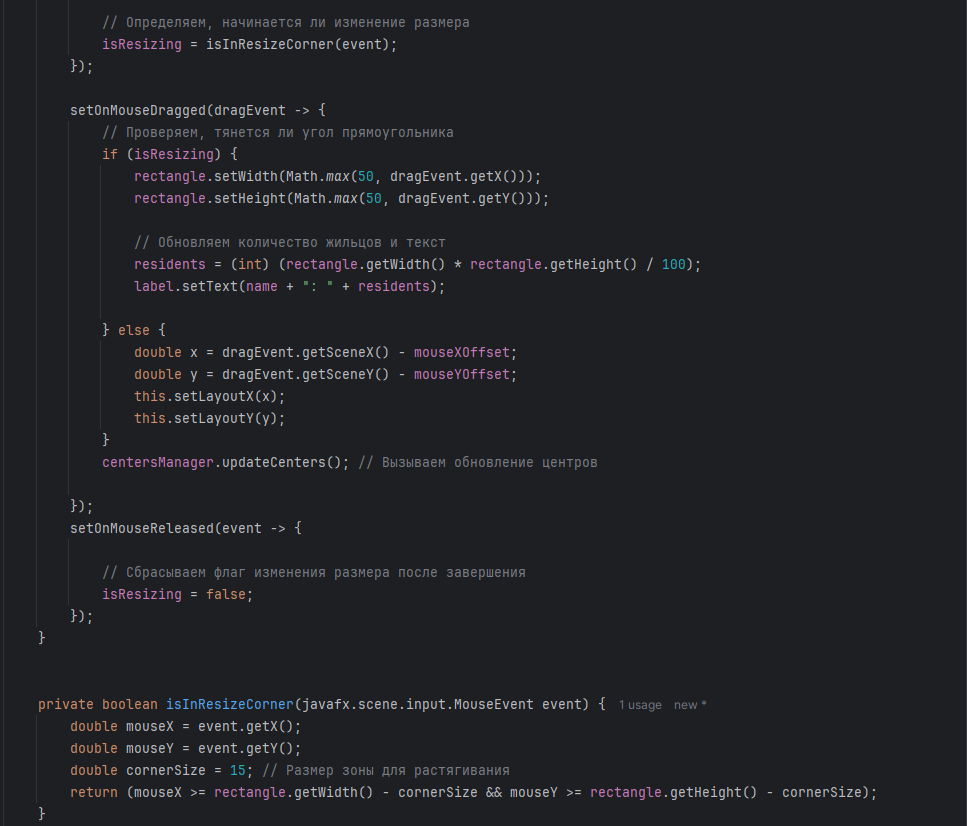 // Определяем, начинается ли изменение размера
isResizing = isInResizeCorner(event);
});
setOnMouseDragged(dragEvent -> {
// Проверяем, тянется ли угол прямоугольника
if (isResizing) {
rectangle.setWidth(Math.max(50, dragEvent.getX()));
rectangle.setHeight(Math.max(50, dragEvent.getY()));
// Обновляем количество жильцов и текст
residents = (int) (rectangle.getWidth() * rectangle.getHeight() / 100);
label.setText(name + ": " + residents);
} else {
double x = dragEvent.getSceneX() - mouseXOffset;
double y = dragEvent.getSceneY() - mouseYOffset;
this.setLayoutX(x);
this.setLayoutY(y);
}
centersManager.updateCenters(); // Вызываем обновление центров
});
setOnMouseReleased(event -> {
// Сбрасываем флаг изменения размера после завершения
isResizing = false;
});
}
private boolean isInResizeCorner(javafx.scene.input.MouseEvent event) { 1 usage new *
double mouseX = event.getX();
double mouseY = event.getY();
double cornerSize = 15; // Размер зоны для растягивания
return (mouseX >= rectangle.getWidth() - cornerSize && mouseY >= rectangle.getHeight() - cornerSize);
}